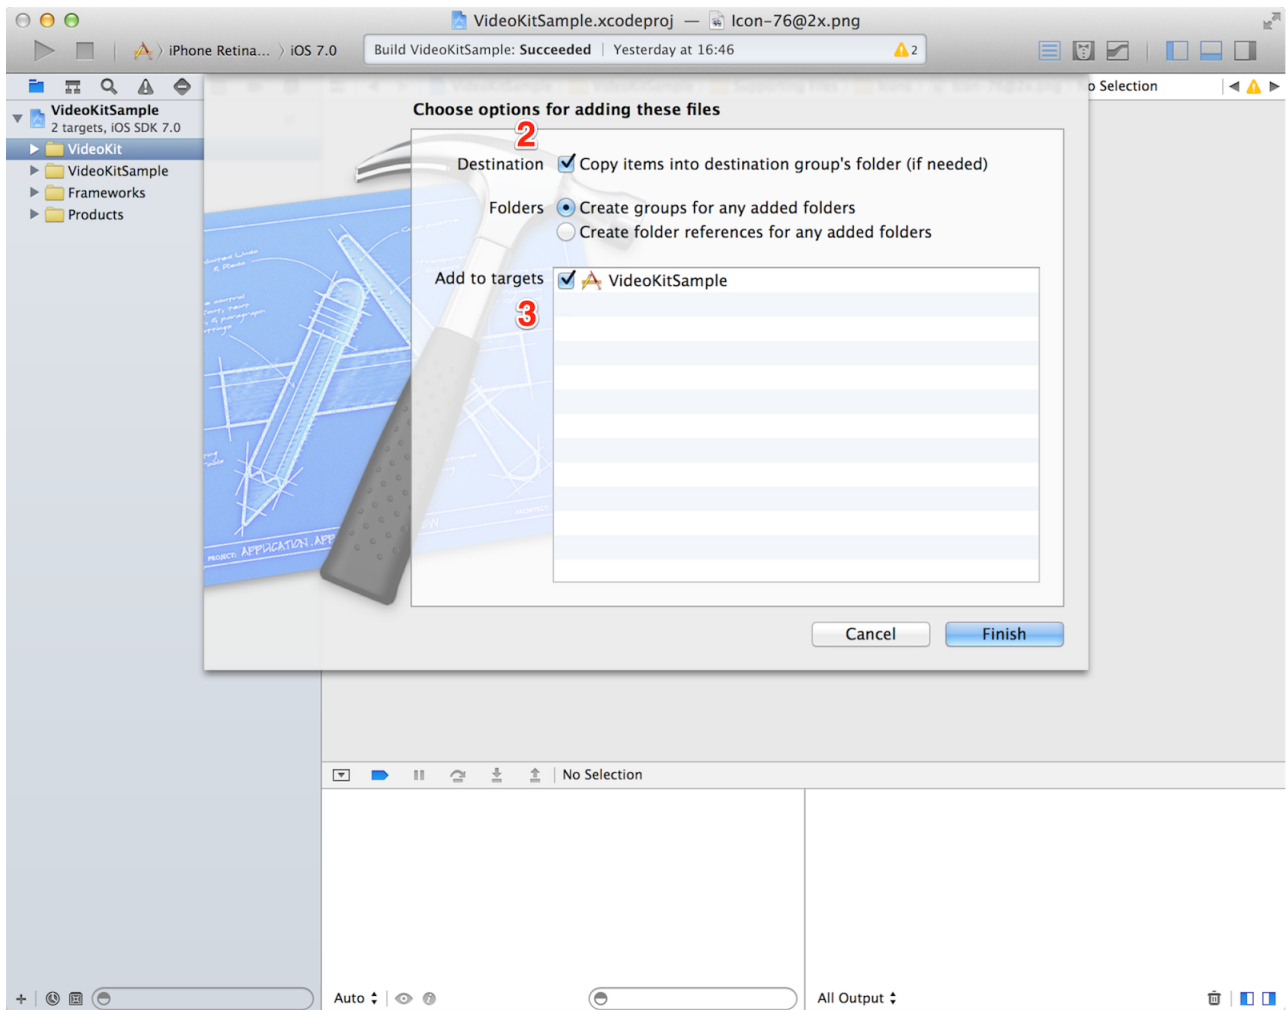 VideoKitSample.xcodeproj — Icon-76@2x.png
iPhone Retina... › iOS 7.0
Build VideoKitSample: Succeeded | Yesterday at 16:46
2
o Selection
VideoKitSample
2 targets, iOS SDK 7.0
VideoKit
VideoKitSample
Frameworks
Products
Choose options for adding these files
2
Destination Copy items into destination group's folder (if needed)
Folders Create groups for any added folders
Create folder references for any added folders
Add to targets VideoKitSample
3
PROJECT: APPLICATION.APP
Cancel Finish
No Selection
Auto
All Output